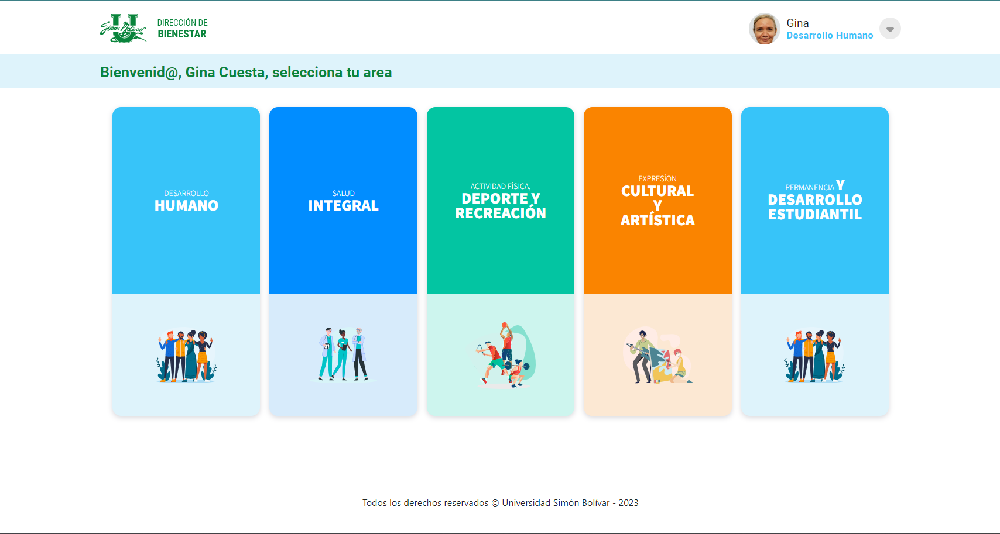 Simón Bolívar
U
DIRECCIÓN DE
BIENESTAR
Gina
Desarrollo Humano
Bienvenid@, Gina Cuesta, selecciona tu area
DESARROLLO
HUMANO
SALUD
INTEGRAL
ACTIVIDAD FÍSICA,
DEPORTE Y
RECREACIÓN
EXPRESÍON
CULTURAL
Y
ARTÍSTICA
PERMANENCIA Y
DESARROLLO
ESTUDIANTIL
Todos los derechos reservados © Universidad Simón Bolívar - 2023